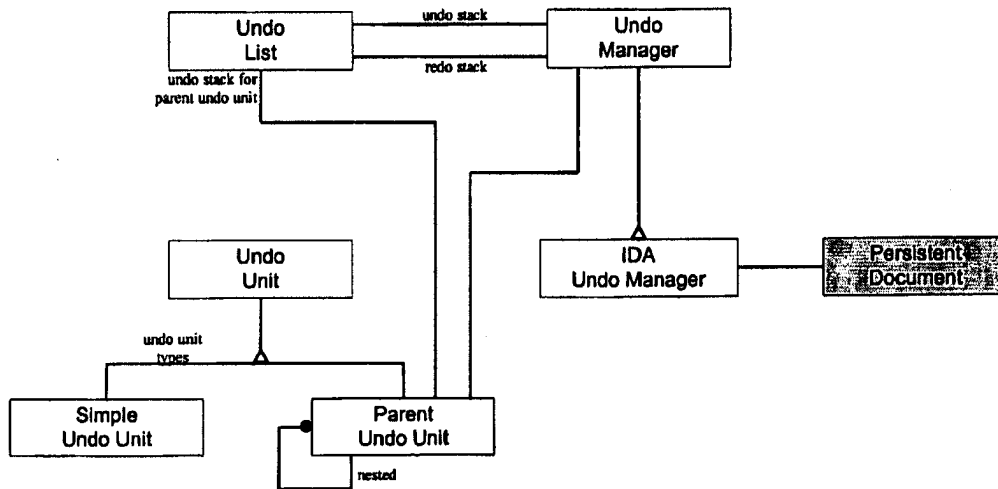 Undo
List
undo stack
redo stack
Undo
Manager
undo stack for
parent undo unit
Undo
Unit
IDA
Undo Manager
Persistent
Document
undo unit
types
Simple
Undo Unit
Parent
Undo Unit
nested